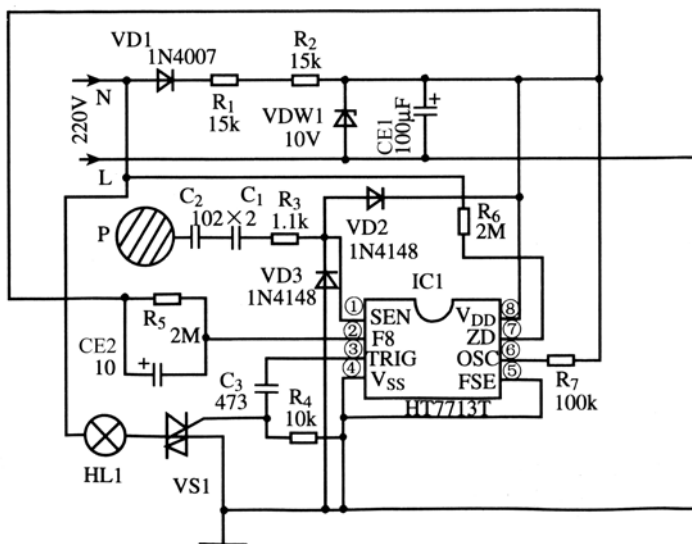 VD1
1N4007
R2
15k
N
R1
15k
220V
VDW1
10V
CE1
100μF
+
L
C2
C1
102×2
R3
1.1k
P
VD2
1N4148
R6
2M
VD3
1N4148
IC1
①
SEN
VDD
⑧
②
F8
ZD
⑦
③
TRIG
OSC
⑥
④
VSS
FSE
⑤
HT7713T
R5
2M
CE2
10
+
C3
473
R4
10k
R7
100k
HL1
VS1